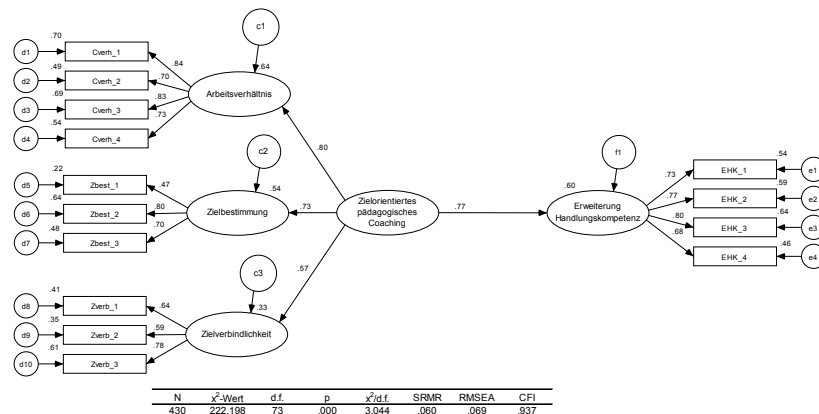 c1
.70
d1
Cverh_1
.84
.64
.49
d2
Cverh_2
.70
Arbeitsverhältnis
.69
d3
Cverh_3
.83
.54
d4
Cverh_4
.73
.80
c2
f1
.22
d5
Zbest_1
.47
.54
.64
d6
Zbest_2
.80
Zielbestimmung
.73
.48
d7
Zbest_3
.70
Zielorientiertes
pädagogisches
Coaching
.77
.60
Erweiterung
Handlungskompetenz
.73
EHK_1
.54
e1
.77
EHK_2
.59
e2
.80
EHK_3
.64
e3
.68
EHK_4
.46
e4
.57
c3
.41
d8
Zverb_1
.64
.33
.35
d9
Zverb_2
.59
Zielverbindlichkeit
.61
d10
Zverb_3
.78
N x²-Wert d.f. p x²/d.f. SRMR RMSEA CFI
430 222.198 73 .000 3.044 .060 .069 .937